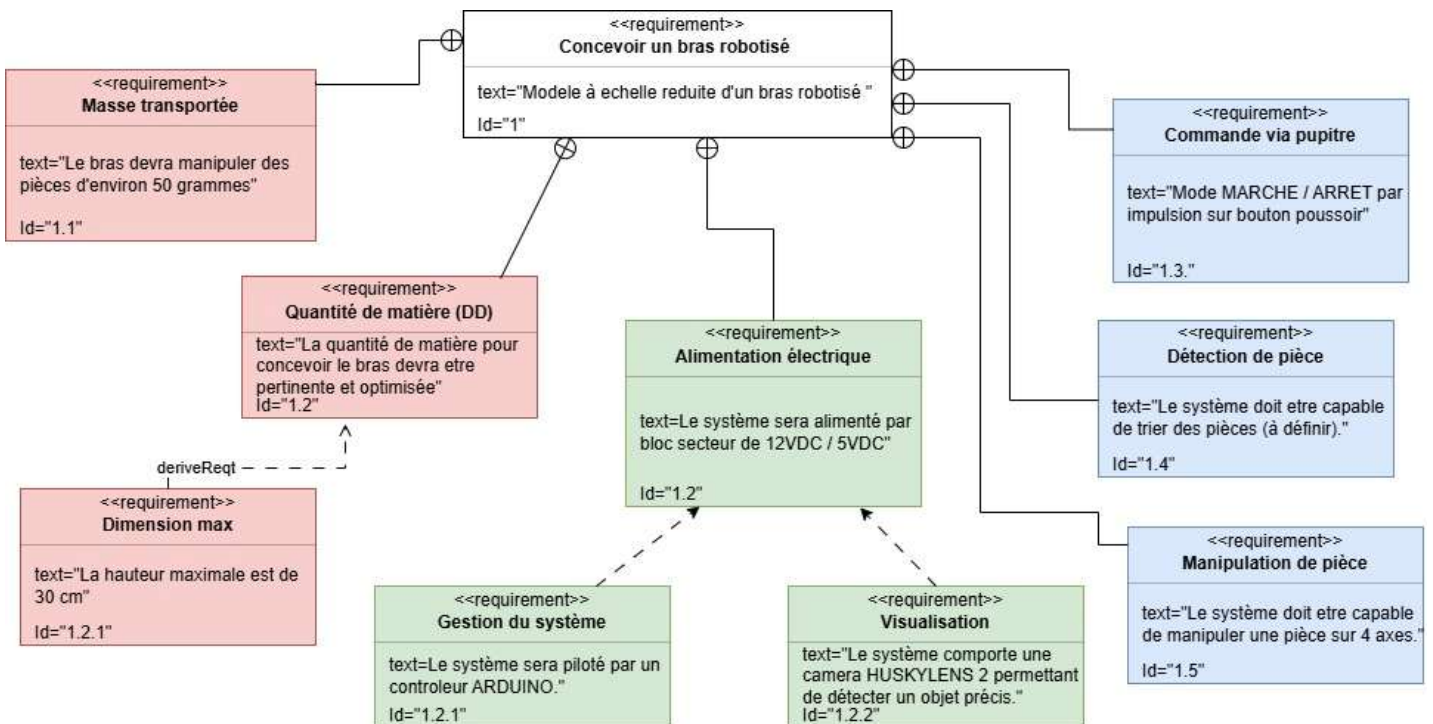 <<requirement>>
Concevoir un bras robotisé
text="Modele à echelle reduite d'un bras robotisé "
Id="1"
<<requirement>>
Masse transportée
text="Le bras devra manipuler des
pièces d'environ 50 grammes"
Id="1.1"
<<requirement>>
Commande via pupitre
text="Mode MARCHE / ARRET par
impulsion sur bouton poussoir"
Id="1.3."
<<requirement>>
Quantité de matière (DD)
text="La quantité de matière pour
concevoir le bras devra etre
pertinente et optimisée"
Id="1.2"
<<requirement>>
Alimentation électrique
text=Le système sera alimenté par
bloc secteur de 12VDC / 5VDC"
Id="1.2"
<<requirement>>
Détection de pièce
text="Le système doit etre capable
de trier des pièces (à définir)."
Id="1.4"
deriveReqt
<<requirement>>
Dimension max
text="La hauteur maximale est de
30 cm"
Id="1.2.1"
<<requirement>>
Manipulation de pièce
text="Le système doit etre capable
de manipuler une pièce sur 4 axes."
Id="1.5"
<<requirement>>
Gestion du système
text=Le système sera piloté par un
controleur ARDUINO."
Id="1.2.1"
<<requirement>>
Visualisation
text="Le système comporte une
camera HUSKYLENS 2 permettant
de détecter un objet précis."
Id="1.2.2"